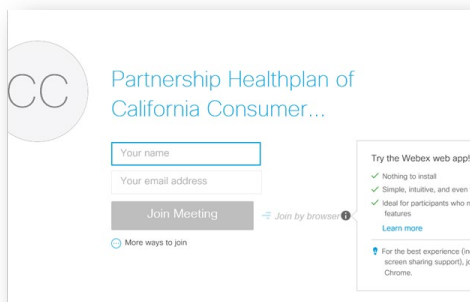 CC
Partnership Healthplan of
California Consumer...
Your name
Your email address
Join Meeting
Join by browser
More ways to join
Try the Webex web app!
Nothing to install
Simple, intuitive, and even
Ideal for participants who
features
Learn more
For the best experience
screen sharing support),
Chrome.